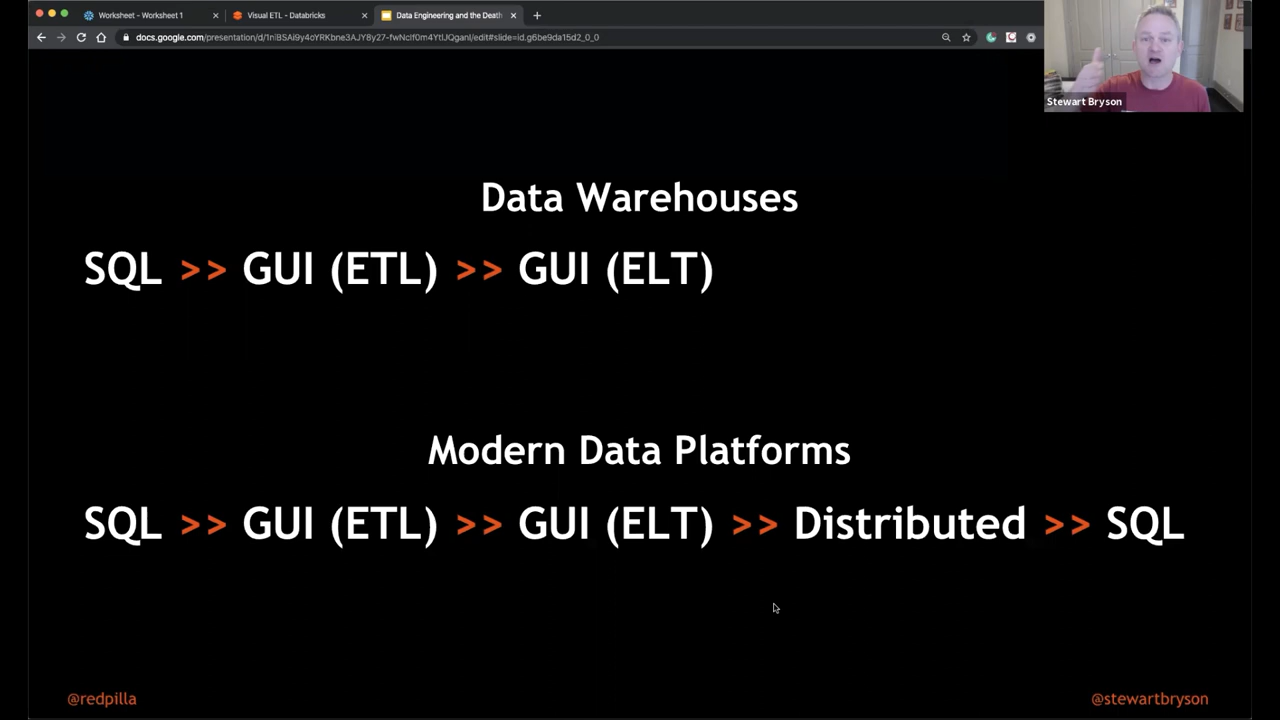 Worksheet - Worksheet 1
Visual ETL - Databricks
Data Engineering and the Death
Stewart Bryson
Data Warehouses
SQL >> GUI (ETL) >> GUI (ELT)
Modern Data Platforms
SQL >> GUI (ETL) >> GUI (ELT) >> Distributed >> SQL
@redpilla
@stewartbryson